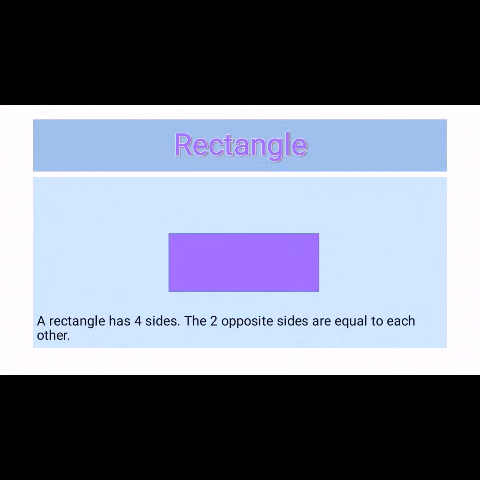 Rectangle
A rectangle has 4 sides. The 2 opposite sides are equal to each
other.